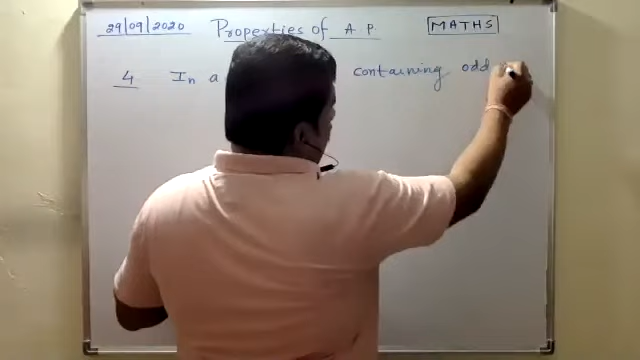 29/09/2020 Properties of A.P. MATHS
4 In a containing odd